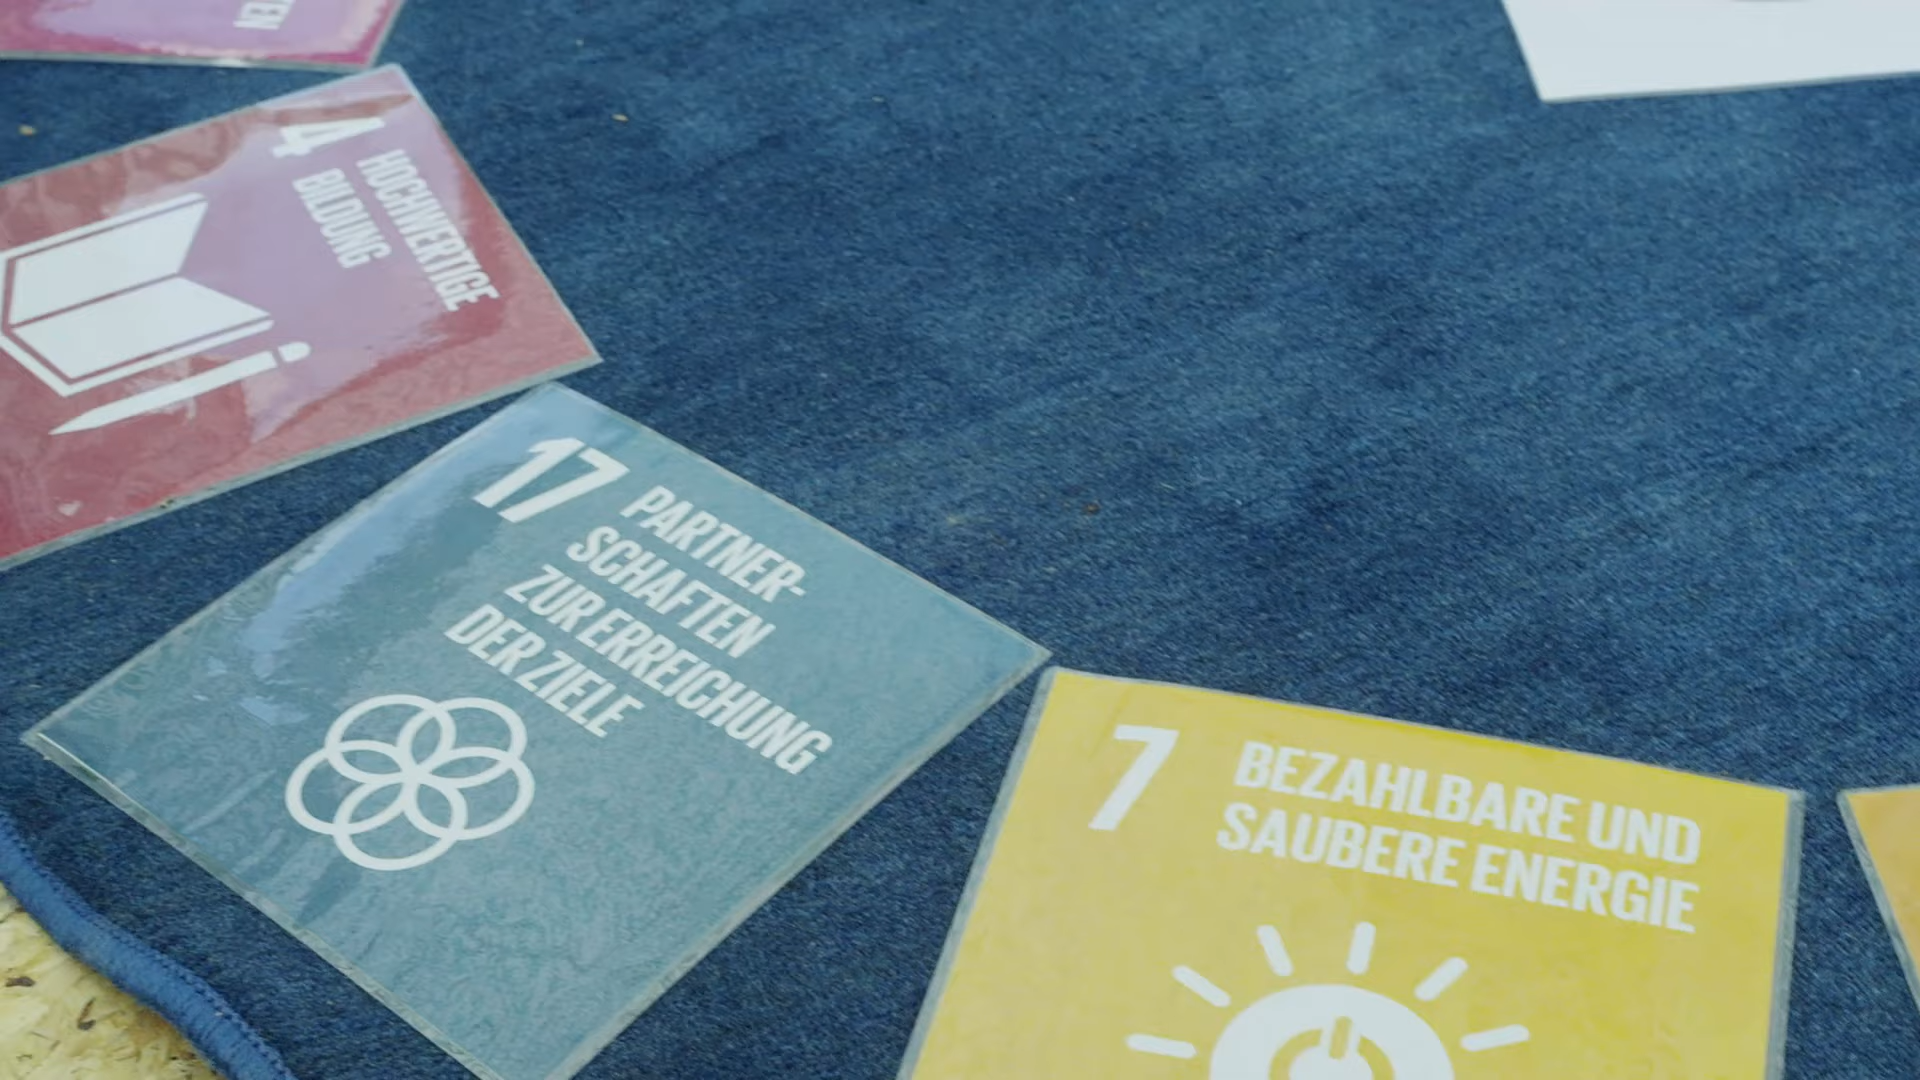 4
HOCHWERTIGE
BILDUNG
17
PARTNER-
SCHAFTEN
ZUR ERREICHUNG
DER ZIELE
7
BEZAHLBARE UND
SAUBERE ENERGIE